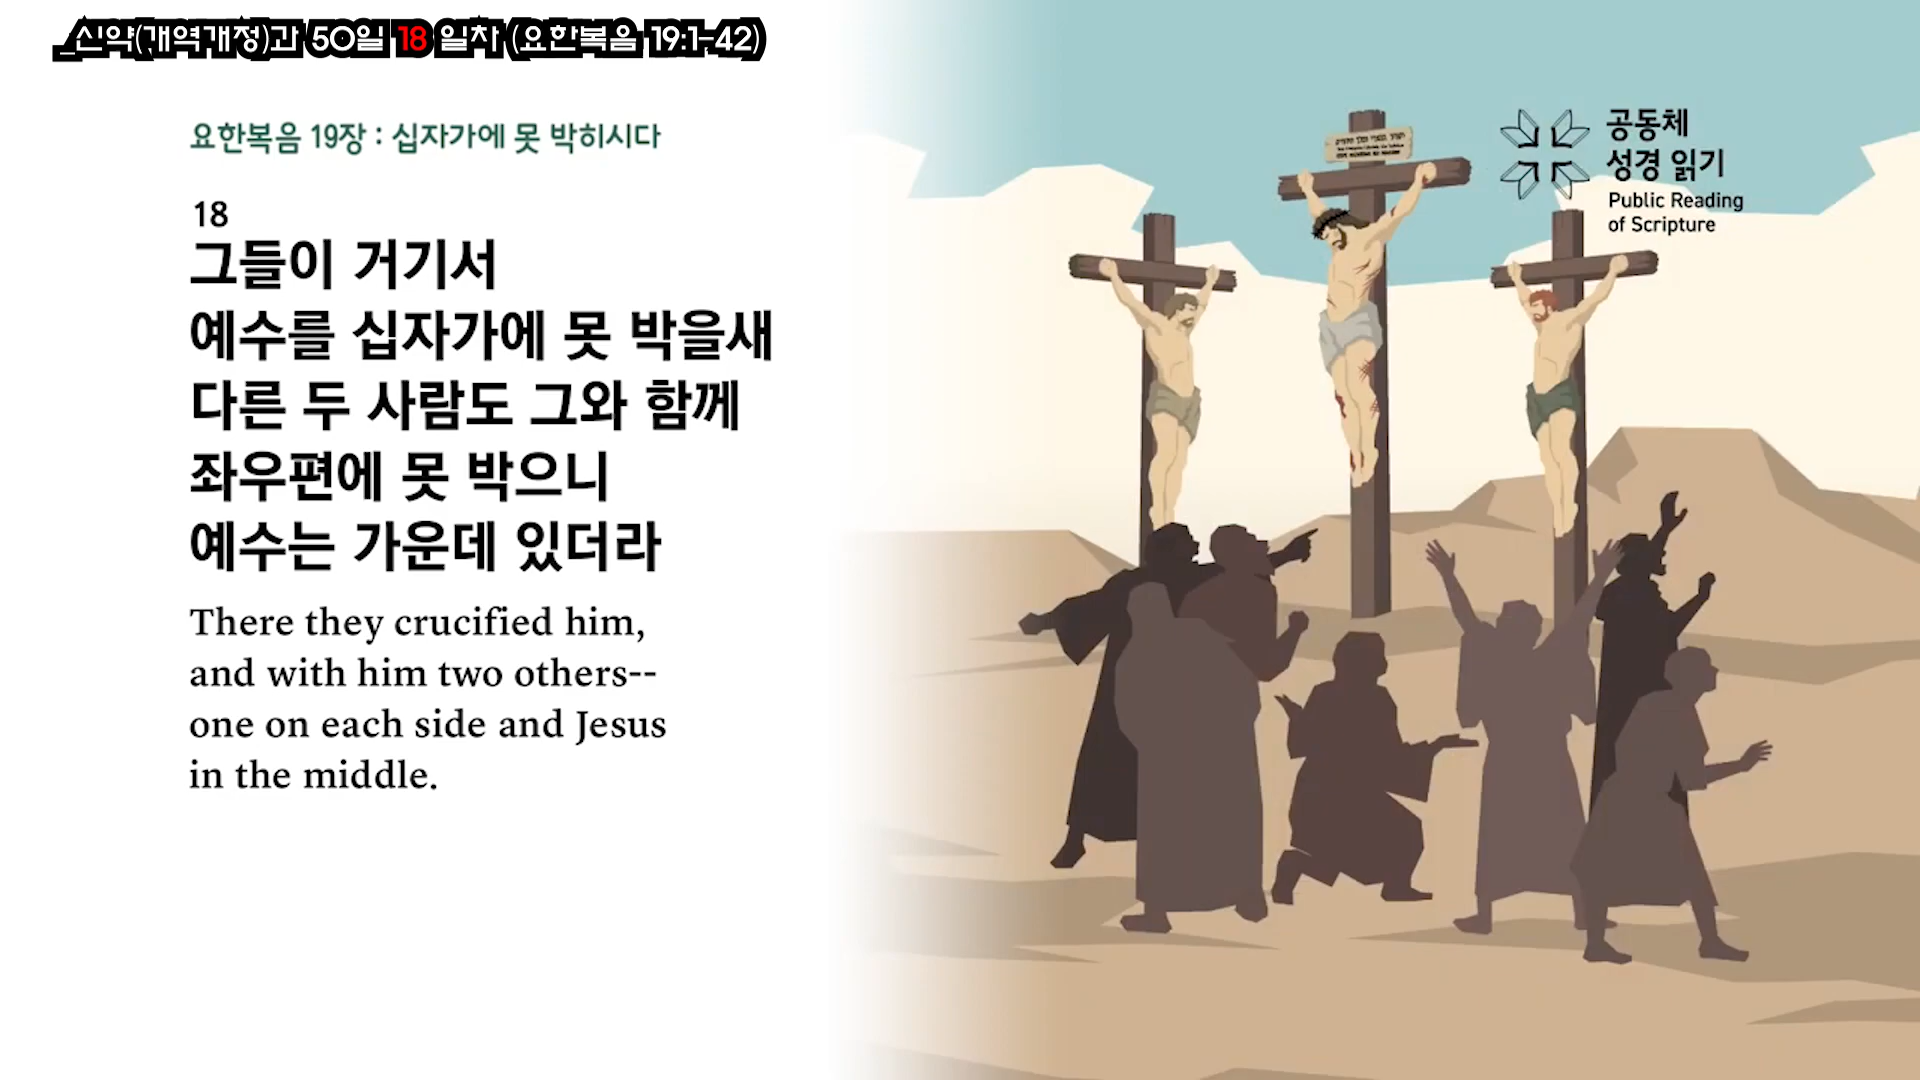 _신약(개역개정)과 50일 18 일차 (요한복음 19:1-42)
요한복음 19장 : 십자가에 못 박히시다
18
그들이 거기서
예수를 십자가에 못 박을새
다른 두 사람도 그와 함께
좌우편에 못 박으니
예수는 가운데 있더라
There they crucified him,
and with him two others--
one on each side and Jesus
in the middle.
공동체
성경 읽기
Public Reading
of Scripture